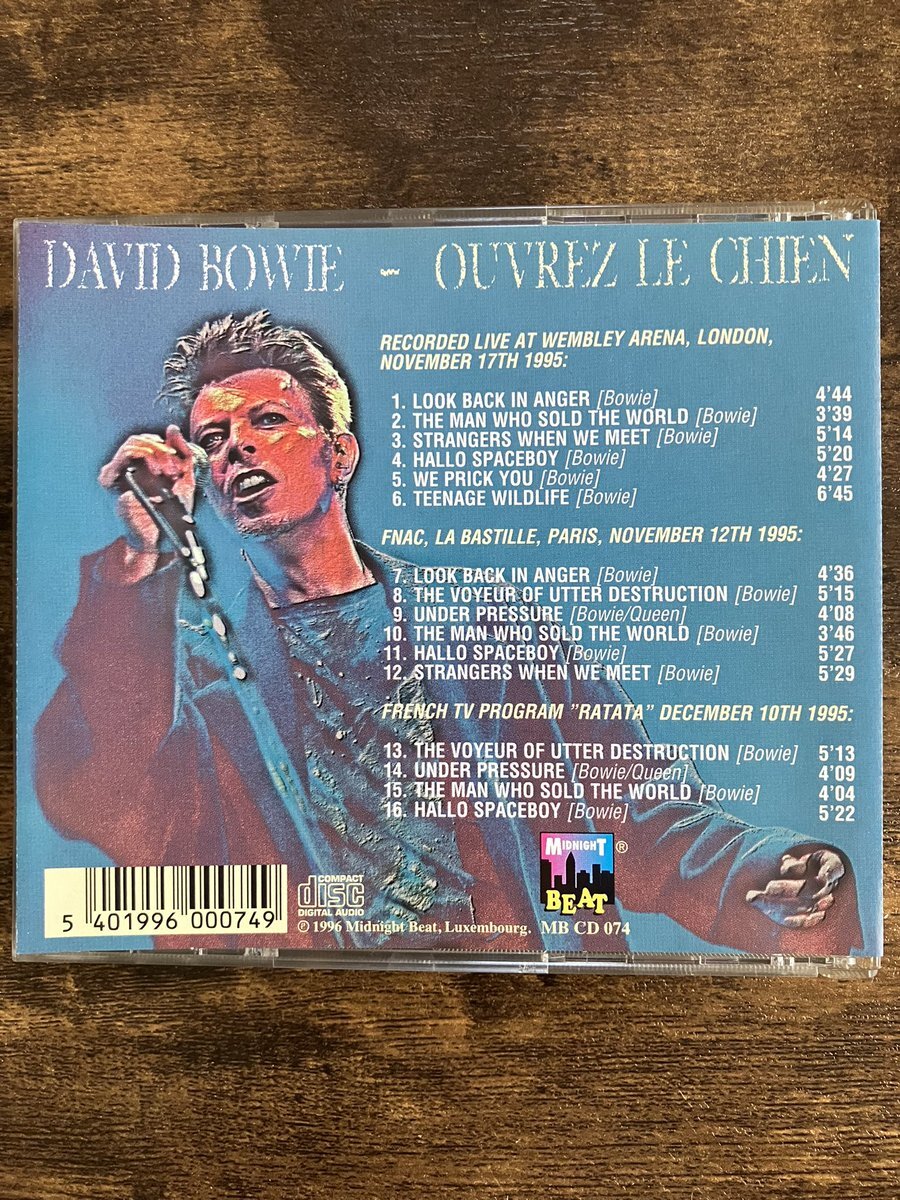 DAVID BOWIE - OUVREZ LE CHIEN
RECORDED LIVE AT WEMBLEY ARENA, LONDON,
NOVEMBER 17TH 1995:
1. LOOK BACK IN ANGER [Bowie] 4'44
2. THE MAN WHO SOLD THE WORLD [Bowie] 3'39
3. STRANGERS WHEN WE MEET [Bowie] 5'14
4. HALLO SPACEBOY [Bowie] 5'20
5. WE PRICK YOU [Bowie] 4'27
6. TEENAGE WILDLIFE [Bowie] 6'45
FNAC, LA BASTILLE, PARIS, NOVEMBER 12TH 1995:
7. LOOK BACK IN ANGER [Bowie] 4'36
8. THE VOYEUR OF UTTER DESTRUCTION [Bowie] 5'15
9. UNDER PRESSURE [Bowie/Queen] 4'08
10. THE MAN WHO SOLD THE WORLD [Bowie] 3'46
11. HALLO SPACEBOY [Bowie] 5'27
12. STRANGERS WHEN WE MEET [Bowie] 5'29
FRENCH TV PROGRAM "RATATA" DECEMBER 10TH 1995:
13. THE VOYEUR OF UTTER DESTRUCTION [Bowie] 5'13
14. UNDER PRESSURE [Bowie/Queen] 4'09
15. THE MAN WHO SOLD THE WORLD [Bowie] 4'04
16. HALLO SPACEBOY [Bowie] 5'22
MIDNIGHT ®
BEAT
COMPACT
disc
DIGITAL AUDIO
5 401996 000749
℗ 1996 Midnight Beat, Luxembourg. MB CD 074